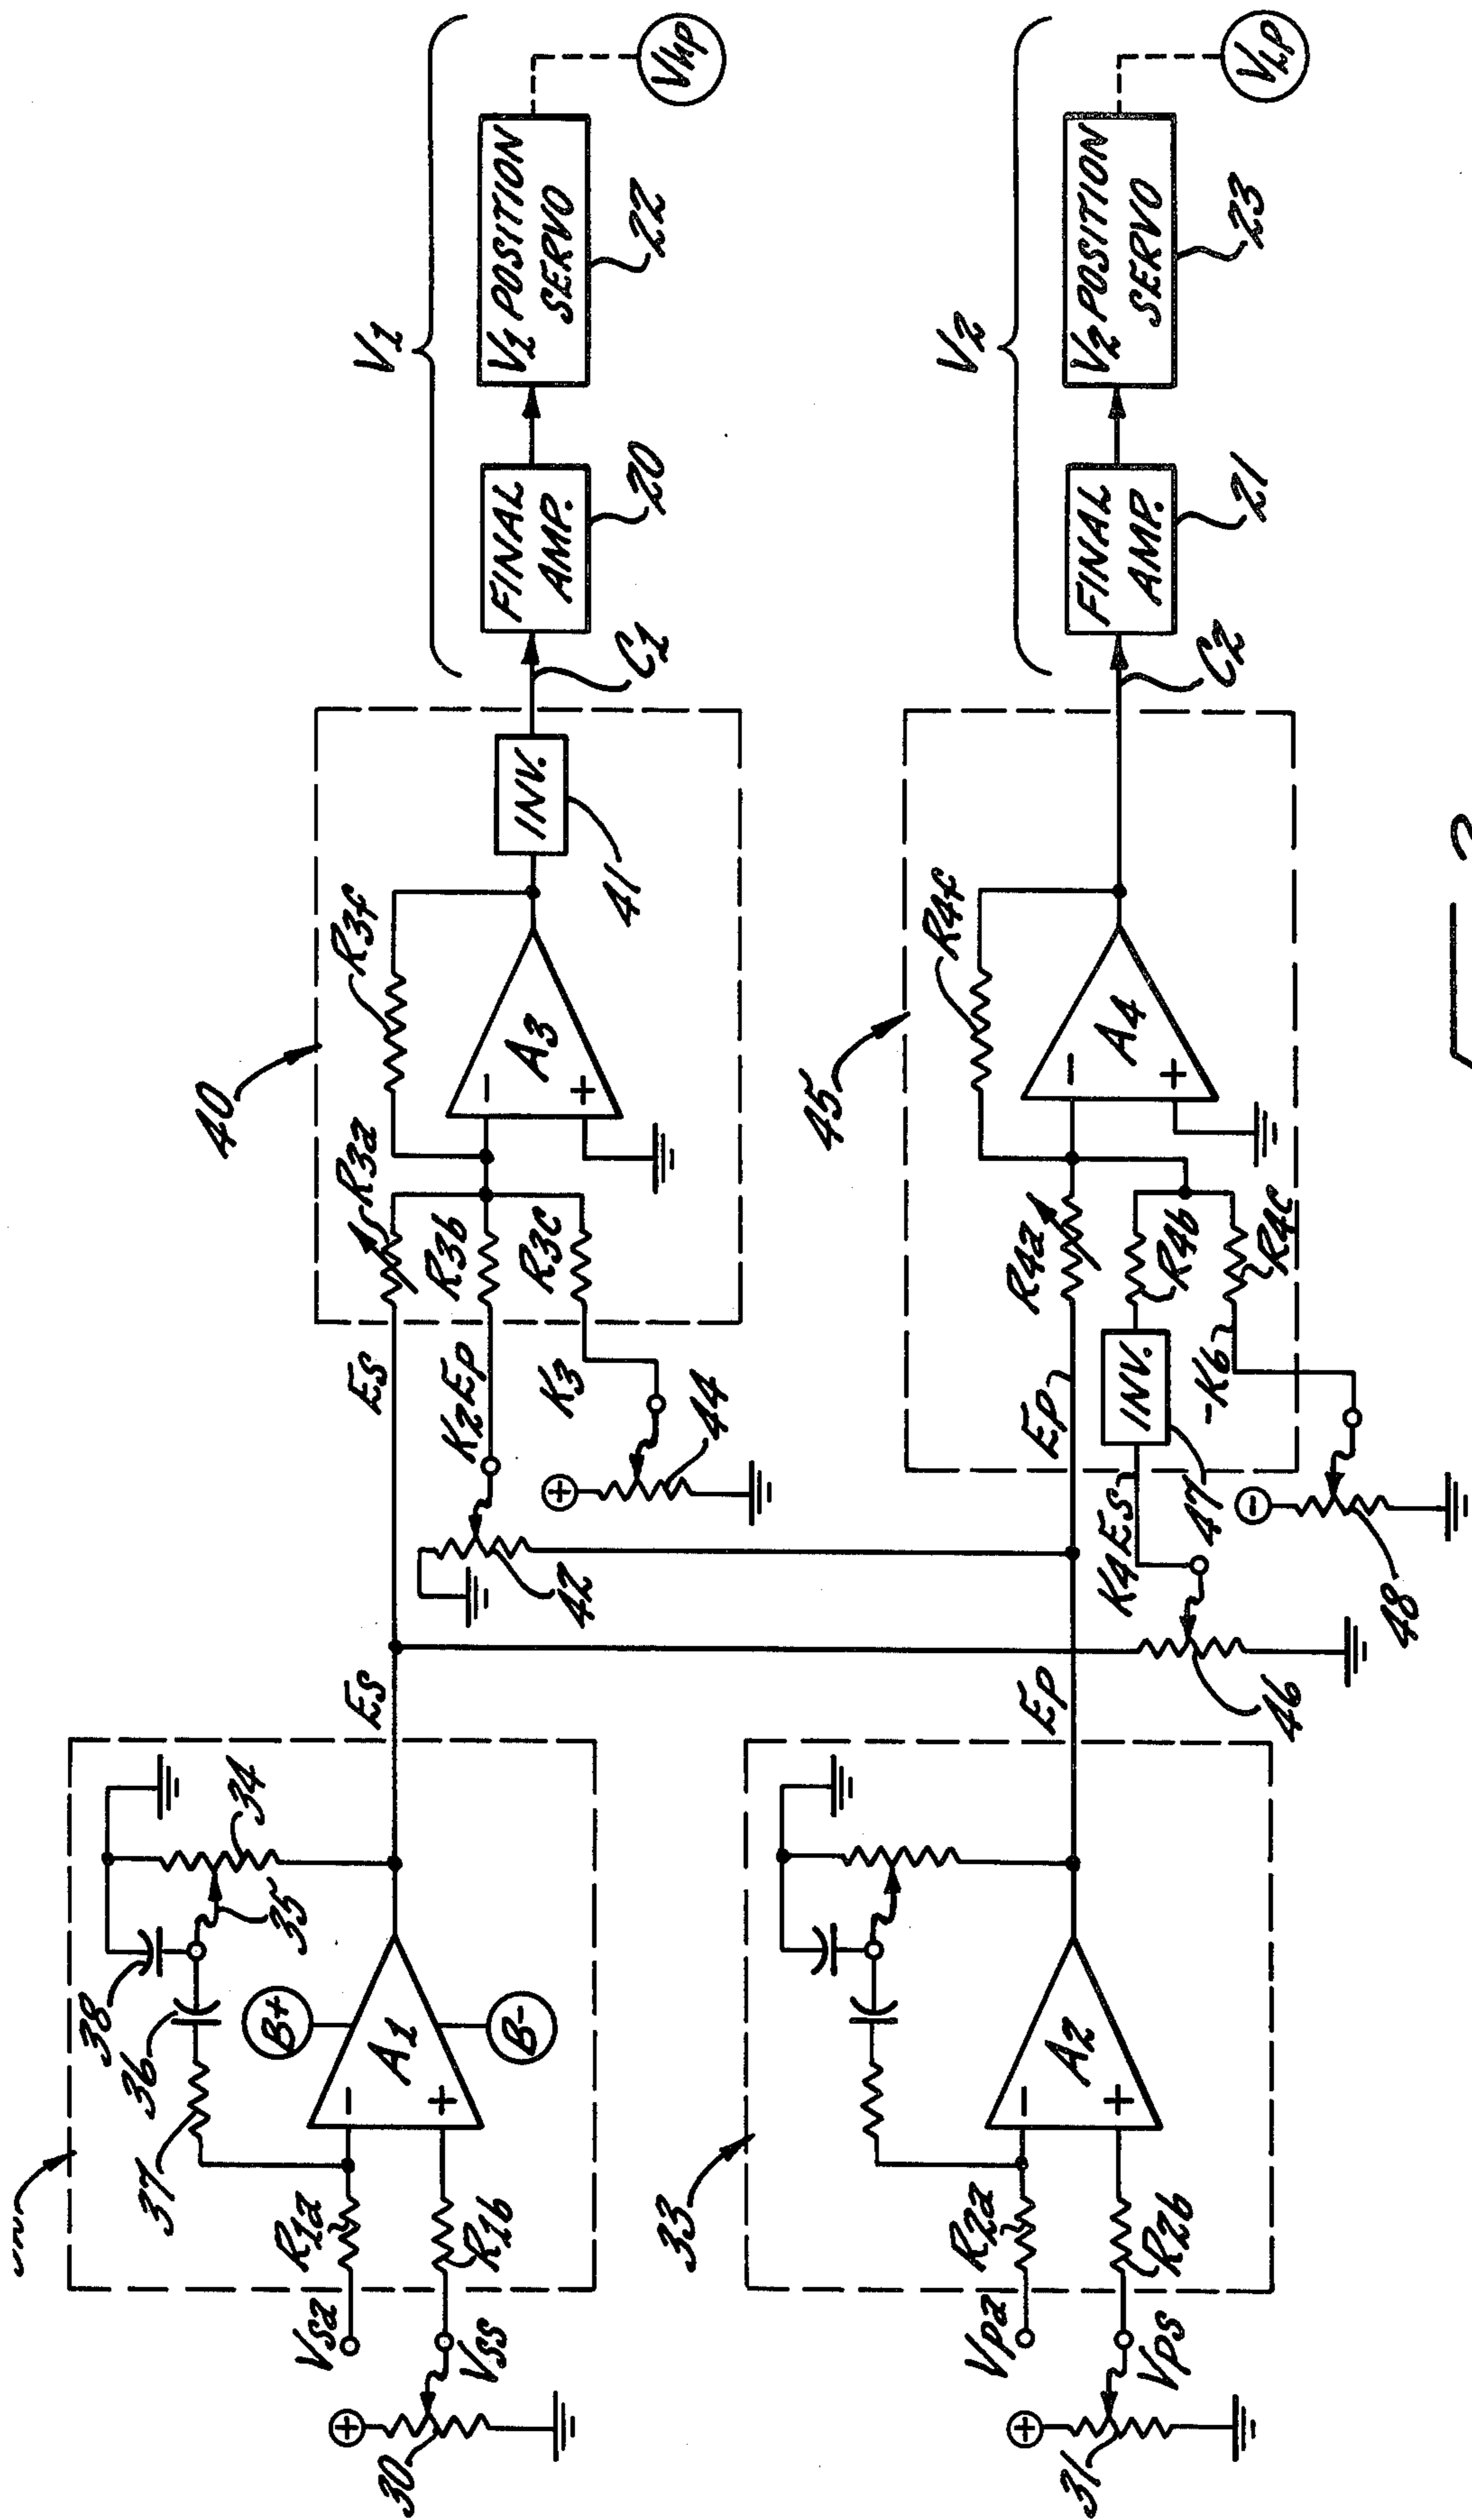 38
36
37
35
34
B+
A1
B-
R1a
R1b
Vsa
Vss
30
Es
40
R3a
R3f
R3b
R3c
A3
INV.
41
K2EP
K3
44
42
C1
V1
FINAL
AMP.
20
V1 POSITION
SERVO
22
VHP
33
A2
R2a
R2b
Vpa
Vps
31
EP
Es
EP
45
R4a
R4f
R4b
R4c
A4
INV.
47
K4Es
-K6
46
48
C2
V2
FINAL
AMP.
21
V2 POSITION
SERVO
23
VLP